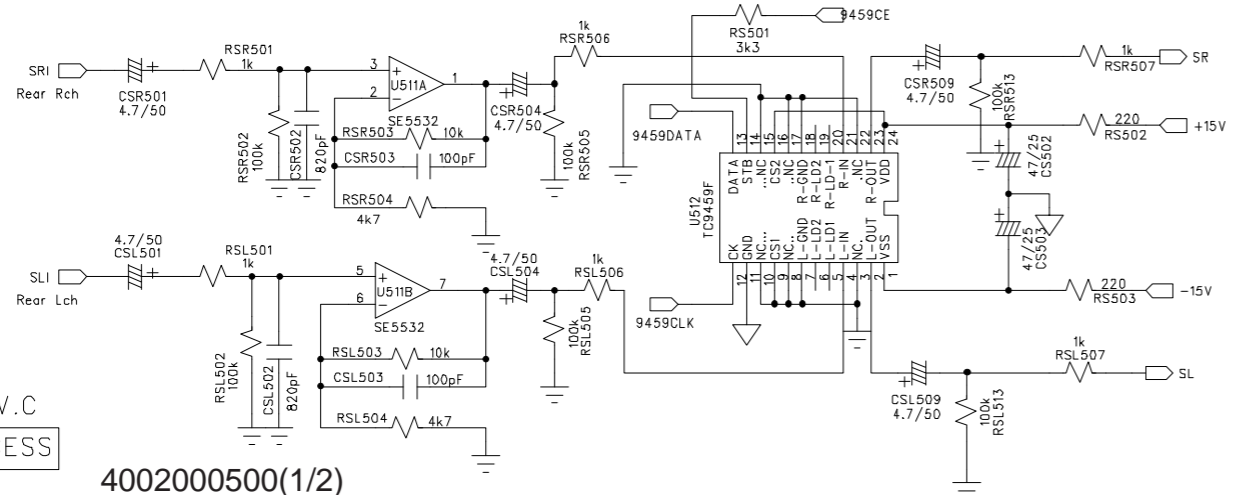 9459CE
RS501
3k3
1k
RSR506
RSR501
1k
SRI
Rear Rch
CSR501
4.7/50
3
2
1
U511A
SE5532
CSR504
4.7/50
RSR502
100k
CSR502
820pF
RSR503
10k
CSR503
100pF
RSR504
4k7
100k
RSR505
9459DATA
CSR509
4.7/50
100k
RSR513
1k
RSR507
SR
220
RS502
+15V
47/25
CS502
47/25
CS503
220
RS503
-15V
13
14
15
16
17
18
19
20
21
22
23
24
DATA
STB
..NC
CS2
..NC
R-GND
R-LD2
R-LD-1
R-IN
.NC
R-OUT
VDD
U512
TC9459F
CK
GND
NC...
CS1
NC..
L-GND
L-LD2
L-LD1
L-IN
NC.
L-OUT
VSS
12
11
10
9
8
7
6
5
4
3
2
1
9459CLK
4.7/50
CSL501
RSL501
1k
SLI
Rear Lch
5
6
7
U511B
SE5532
4.7/50
CSL504
1k
RSL506
100k
RSL505
RSL502
100k
CSL502
820pF
RSL503
10k
CSL503
100pF
RSL504
4k7
CSL509
4.7/50
100k
RSL513
1k
RSL507
SL
V.C
ESS
4002000500(1/2)